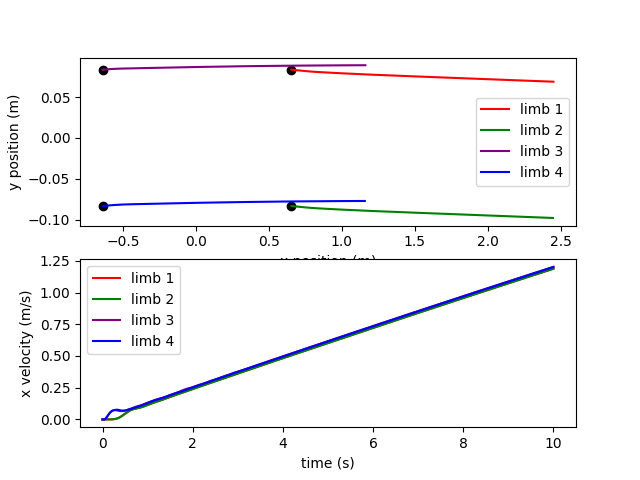 y position (m)
0.05
0.00
−0.05
−0.10
limb 1
limb 2
limb 3
limb 4
−0.5
0.0
0.5
1.0
1.5
2.0
2.5
x velocity (m/s)
1.25
1.00
0.75
0.50
0.25
0.00
limb 1
limb 2
limb 3
limb 4
0
2
4
6
8
10
time (s)